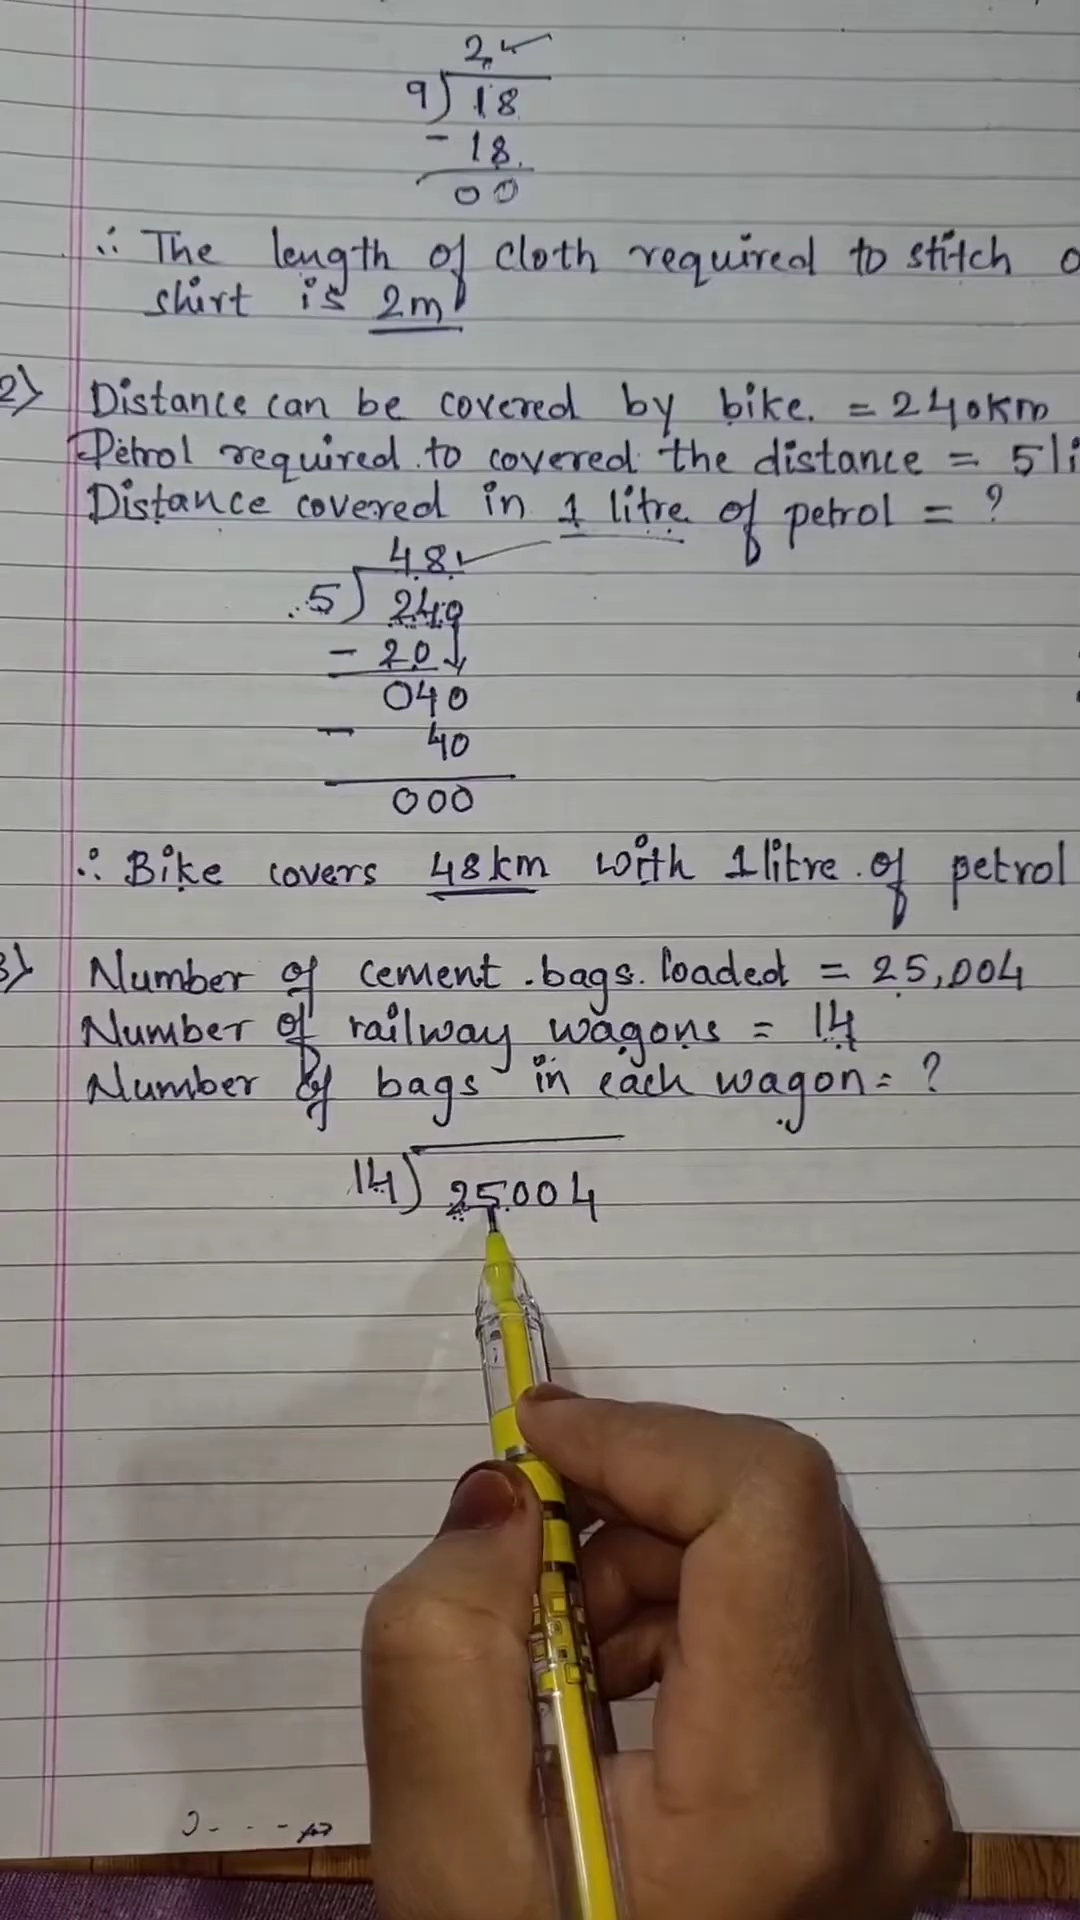 2
9) 18
- 18
00
∴ The length of cloth required to stitch
shirt is 2m
2) Distance can be covered by bike. = 240km
Petrol required to covered the distance = 5 li
Distance covered in 1 litre of petrol = ?
48
5) 240
- 20
040
- 40
000
∴ Bike covers 48km with 1 litre of petrol
3) Number of cement bags loaded = 25,004
Number of railway wagons = 14
Number of bags in each wagon = ?
14) 25004